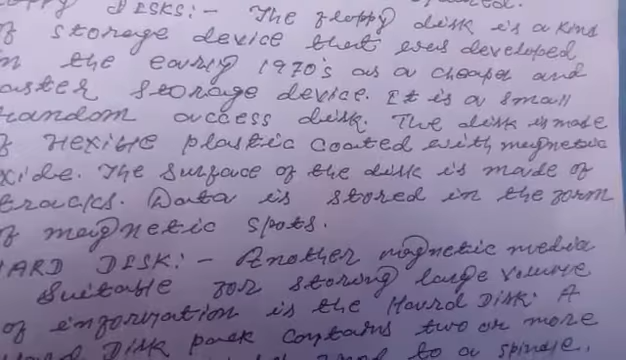 DISKS:- The floppy disk is a kind
of storage device that was developed
in the early 1970's as a cheaper and
aster storage device. It is a small
random access disk. The disk is made
of flexible plastic coated with magnetic
xide. The surface of the disk is made of
tracks. Data is stored in the form
of magnetic spots.
HARD DISK:- Another magnetic media
suitable for storing large volume
of information is the Hard Disk. A
Disk pack contains two or more
to a spindle.